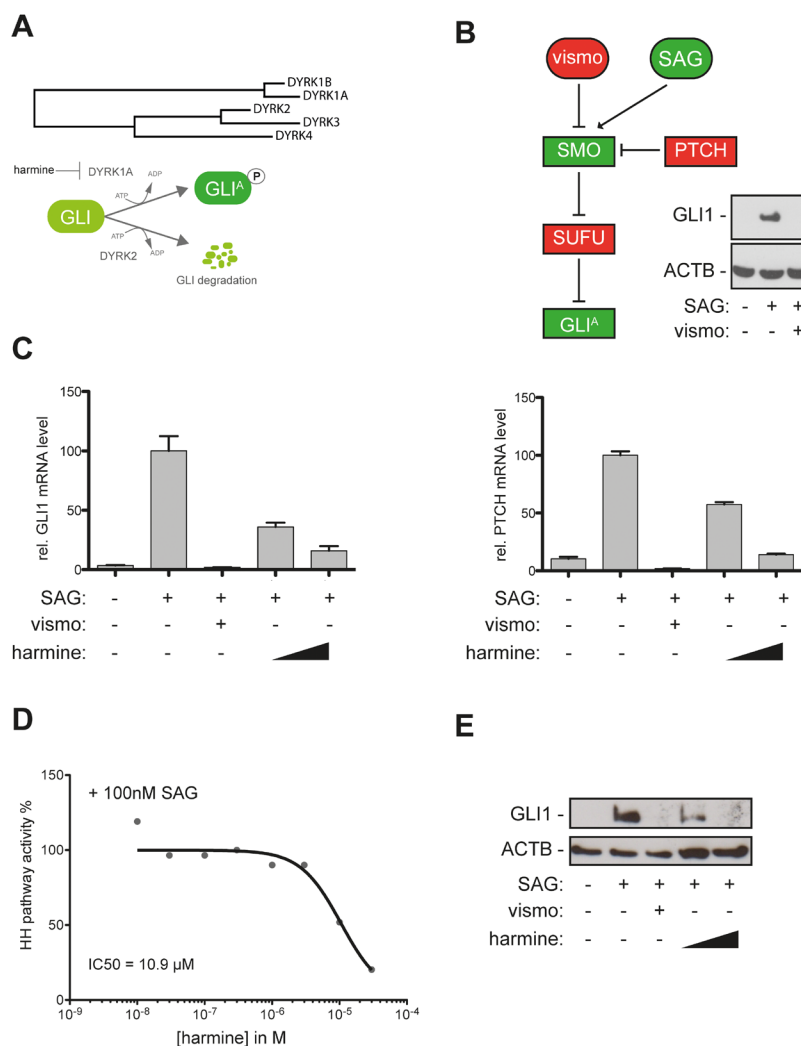 A
DYRK1B
DYRK1A
DYRK2
DYRK3
DYRK4
harmine
DYRK1A
ATP
ADP
GLI
GLIᴬ
P
ATP
ADP
DYRK2
GLI degradation
B
vismo
SAG
SMO
PTCH
SUFU
GLIᴬ
GLI1 -
ACTB -
SAG: - + +
vismo: - - +
C
rel. GLI1 mRNA level
150
100
50
0
SAG: - + + + +
vismo: - - + - -
harmine: - - -
rel. PTCH mRNA level
150
100
50
0
SAG: - + + + +
vismo: - - + - -
harmine: - - -
D
HH pathway activity %
150
100
50
0
+ 100nM SAG
IC50 = 10.9 µM
10⁻⁹ 10⁻⁸ 10⁻⁷ 10⁻⁶ 10⁻⁵ 10⁻⁴
[harmine] in M
E
GLI1 -
ACTB -
SAG: - + + + +
vismo: - - + - -
harmine: - - -